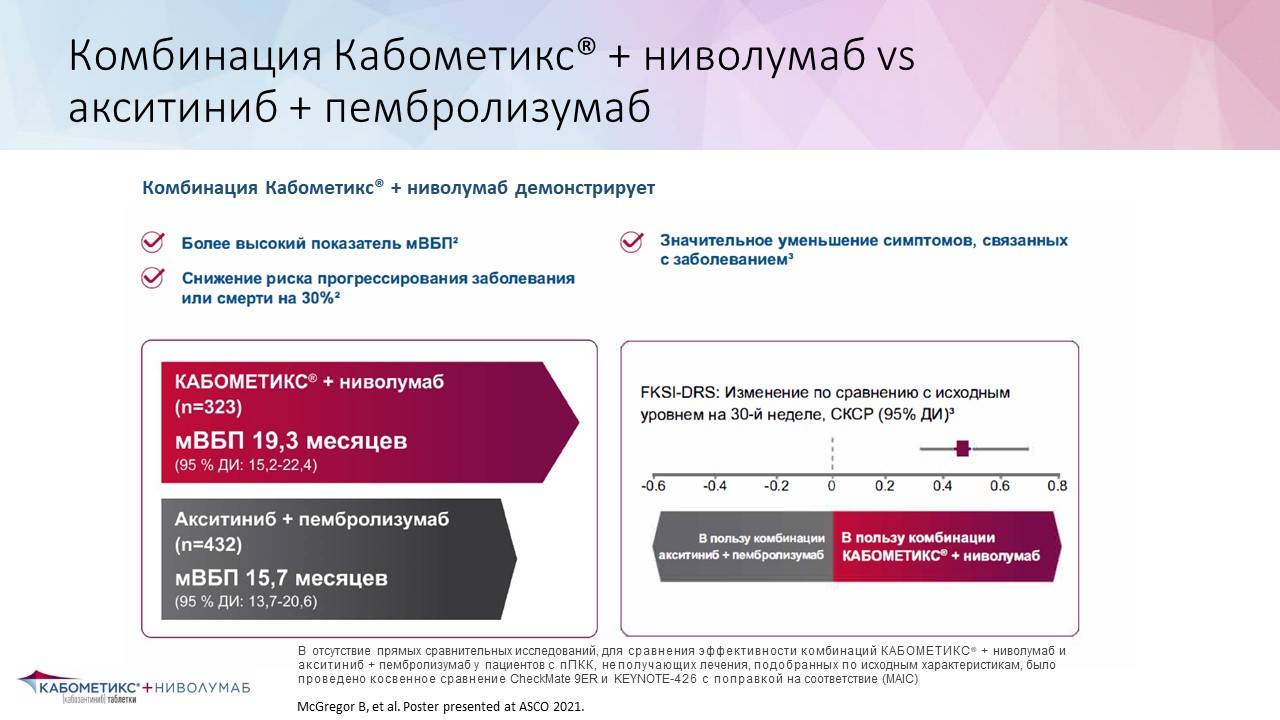 Комбинация Кабометикс® + ниволумаб vs
акситиниб + пембролизумаб
Комбинация Кабометикс® + ниволумаб демонстрирует
Более высокий показатель мВБП²
Снижение риска прогрессирования заболевания
или смерти на 30%²
Значительное уменьшение симптомов, связанных
с заболеванием³
КАБОМЕТИКС® + ниволумаб
(n=323)
мВБП 19,3 месяцев
(95 % ДИ: 15,2-22,4)
Акситиниб + пембролизумаб
(n=432)
мВБП 15,7 месяцев
(95 % ДИ: 13,7-20,6)
FKSI-DRS: Изменение по сравнению с исходным
уровнем на 30-й неделе, СКСР (95% ДИ)³
-0.6 -0.4 -0.2 0 0.2 0.4 0.6 0.8
В пользу комбинации
акситиниб + пембролизумаб
В пользу комбинации
КАБОМЕТИКС® + ниволумаб
В отсутствие прямых сравнительных исследований, для сравнения эффективности комбинаций КАБОМЕТИКС® + ниволумаб и
акситиниб + пембролизумаб у пациентов с пПКК, не получающих лечения, подобранных по исходным характеристикам, было
проведено косвенное сравнение CheckMate 9ER и KEYNOTE-426 с поправкой на соответствие (MAIC)
McGregor B, et al. Poster presented at ASCO 2021.
КАБОМЕТИКС®+НИВОЛУМАБ
(кабозантиниб) таблетки